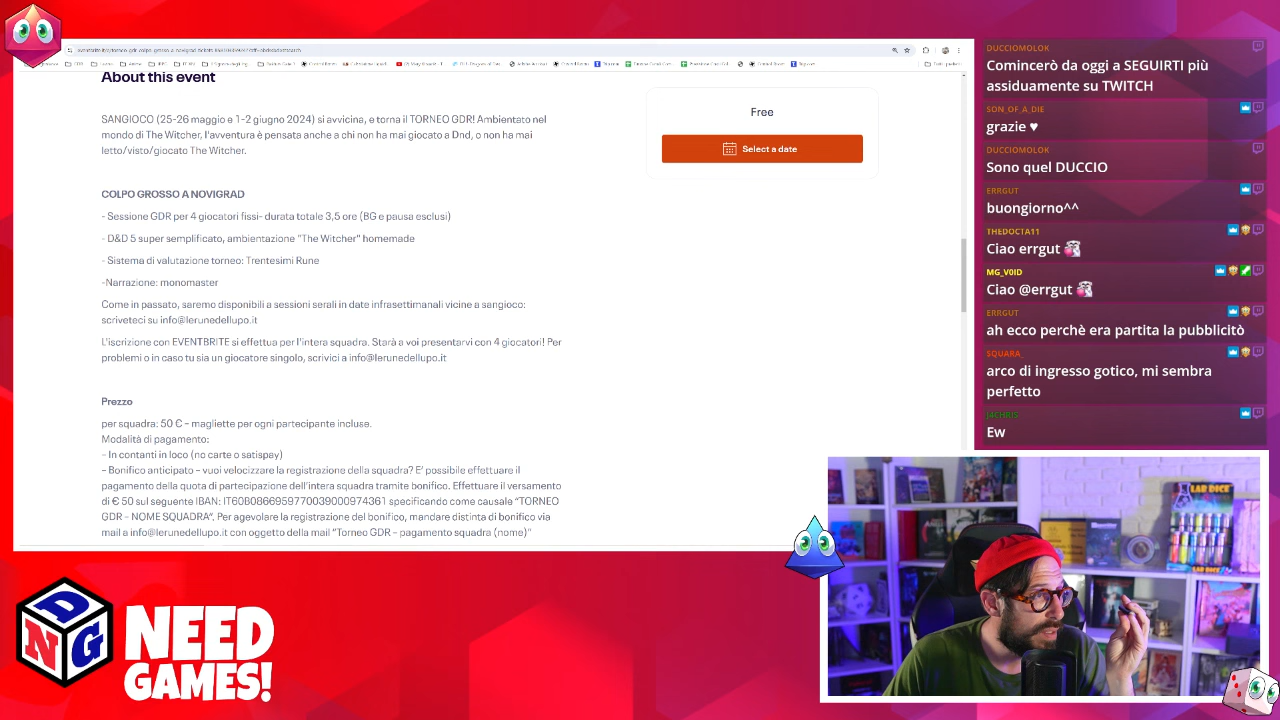 About this event
SANGIOCO (25-26 maggio e 1-2 giugno 2024) si avvicina, e torna il TORNEO GDR! Ambientato nel
mondo di The Witcher, l'avventura è pensata anche a chi non ha mai giocato a Dnd, o non ha mai
letto/visto/giocato The Witcher.
COLPO GROSSO A NOVIGRAD
- Sessione GDR per 4 giocatori fissi- durata totale 3,5 ore (BG e pausa esclusi)
- D&D 5 super semplificato, ambientazione "The Witcher" homemade
- Sistema di valutazione torneo: Trentesimi Rune
-Narrazione: monomaster
Come in passato, saremo disponibili a sessioni serali in date infrasettimanali vicine a sangioco:
scriveteci su info@lerunedellupo.it
L'iscrizione con EVENTBRITE si effettua per l'intera squadra. Starà a voi presentarvi con 4 giocatori! Per
problemi o in caso tu sia un giocatore singolo, scrivici a info@lerunedellupo.it
Prezzo
per squadra: 50 € – magliette per ogni partecipante incluse.
Modalità di pagamento:
– In contanti in loco (no carte o satispay)
– Bonifico anticipato – vuoi velocizzare la registrazione della squadra? E' possibile effettuare il
pagamento della quota di partecipazione dell'intera squadra tramite bonifico. Effettuare il versamento
di € 50 sul seguente IBAN: IT60B0866959770039000974361 specificando come causale "TORNEO
GDR – NOME SQUADRA". Per agevolare la registrazione del bonifico, mandare distinta di bonifico via
mail a info@lerunedellupo.it con oggetto della mail "Torneo GDR – pagamento squadra (nome)"
Free
Select a date
DUCCIOMOLOK
Comincerò da oggi a SEGUIRTI più
assiduamente su TWITCH
SON_OF_A_DIE
grazie ♥
DUCCIOMOLOK
Sono quel DUCCIO
ERRGUT
buongiorno^^
THEDOCTA11
Ciao errgut
MG_V0ID
Ciao @errgut
ERRGUT
ah ecco perchè era partita la pubblicitò
SQUARA_
arco di ingresso gotico, mi sembra
perfetto
J4CHRIS
Ew
D
N G
NEED
GAMES!